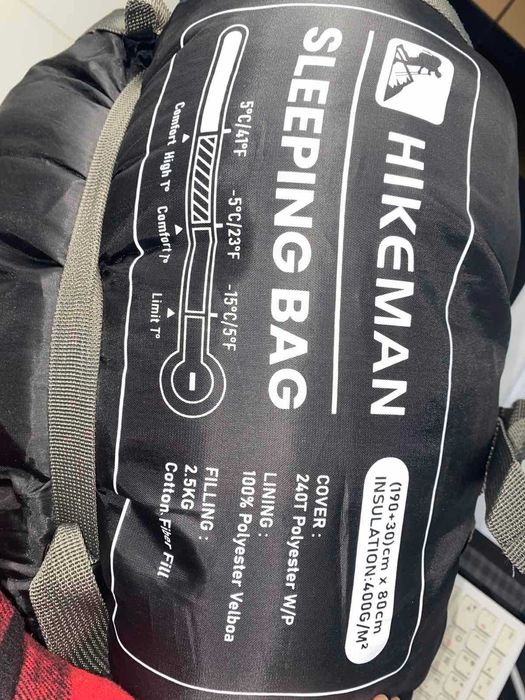 HIKEMAN
SLEEPING BAG
5°C/41°F
-5°C/23°F
-15°C/5°F
Comfort High T°
Comfort T°
Limit T°
(190+30)cm x 80cm
INSULATION:400G/M²
COVER :
240T Polyester W/P
LINING :
100% Polyester Velboa
FILLING :
2.5KG
Cotton.Fiber Fill